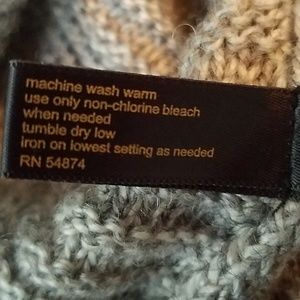 machine wash warm
use only non-chlorine bleach
when needed
tumble dry low
iron on lowest setting as needed
RN 54874